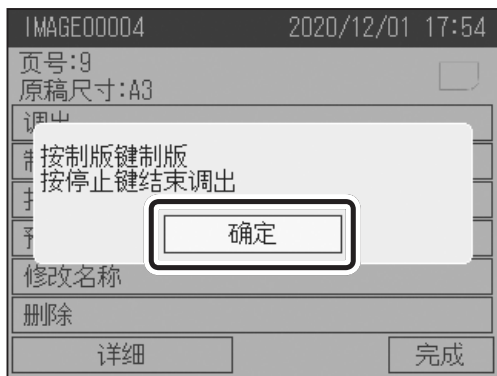 IMAGE00004 2020/12/01 17:54
页号:9
原稿尺寸:A3
调出
按制版键制版
按停止键结束调出
确定
修改名称
删除
详细 完成